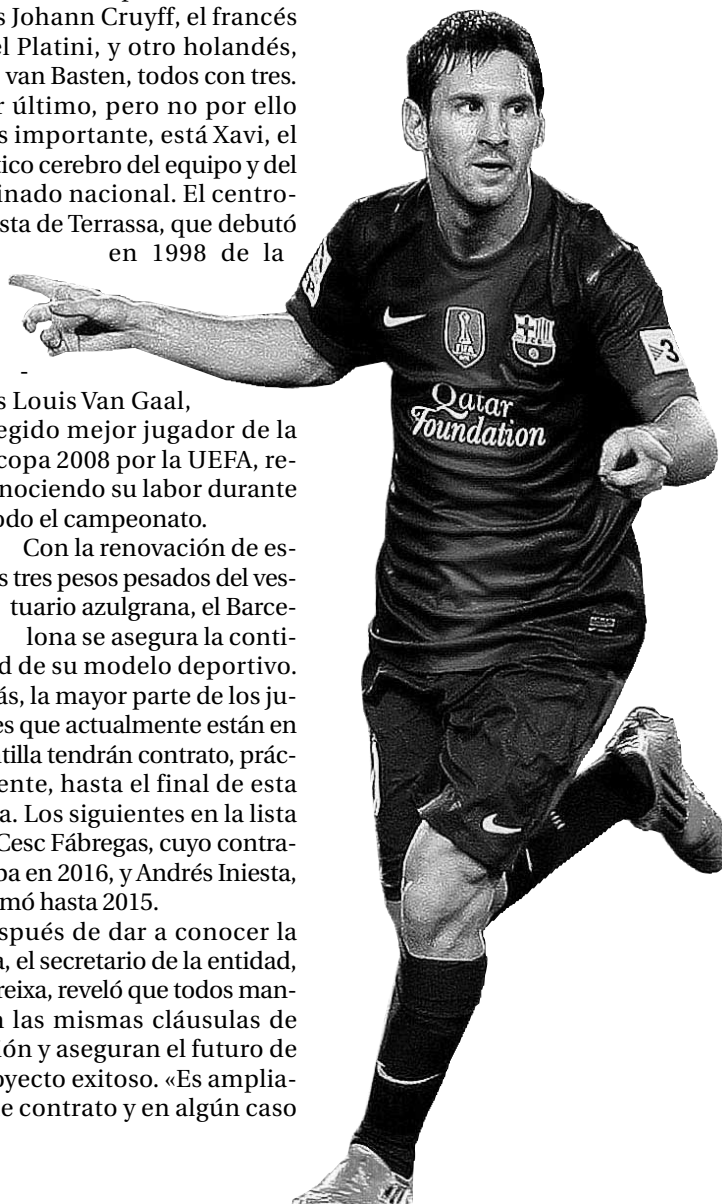 s Johann Cruyff, el francés
el Platini, y otro holandés,
van Basten, todos con tres.
r último, pero no por ello
s importante, está Xavi, el
tico cerebro del equipo y del
inado nacional. El centro-
sta de Terrassa, que debutó
en 1998 de la
-
s Louis Van Gaal,
egido mejor jugador de la
copa 2008 por la UEFA, re-
nociendo su labor durante
odo el campeonato.
Con la renovación de es-
s tres pesos pesados del ves-
tuario azulgrana, el Barce-
lona se asegura la conti-
d de su modelo deportivo.
ás, la mayor parte de los ju-
es que actualmente están en
tilla tendrán contrato, prác-
ente, hasta el final de esta
a. Los siguientes en la lista
Cesc Fábregas, cuyo contra-
ba en 2016, y Andrés Iniesta,
mó hasta 2015.
spués de dar a conocer la
a, el secretario de la entidad,
reixa, reveló que todos man-
n las mismas cláusulas de
ión y aseguran el futuro de
oyecto exitoso. «Es amplia-
e contrato y en algún caso
FIFA
FCB
3
Qatar
Foundation